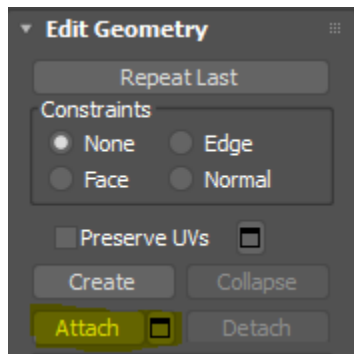 Edit Geometry
Repeat Last
Constraints
None Edge
Face Normal
Preserve UVs
Create Collapse
Attach Detach